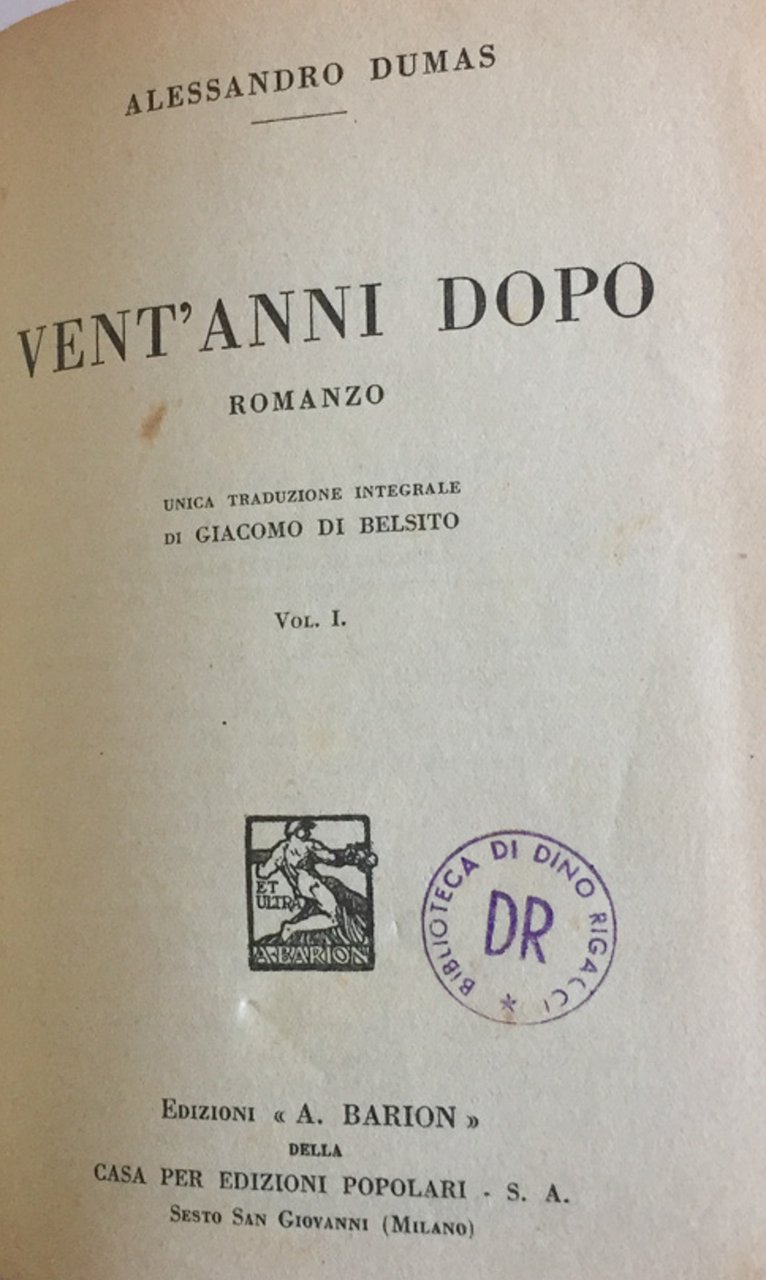 ALESSANDRO DUMAS
VENT'ANNI DOPO
ROMANZO
UNICA TRADUZIONE INTEGRALE
DI GIACOMO DI BELSITO
VOL. I.
ET
ULTRA
A·BARION
BIBLIOTECA DI DINO RIGACCI
DR
EDIZIONI « A. BARION »
DELLA
CASA PER EDIZIONI POPOLARI - S. A.
SESTO SAN GIOVANNI (MILANO)